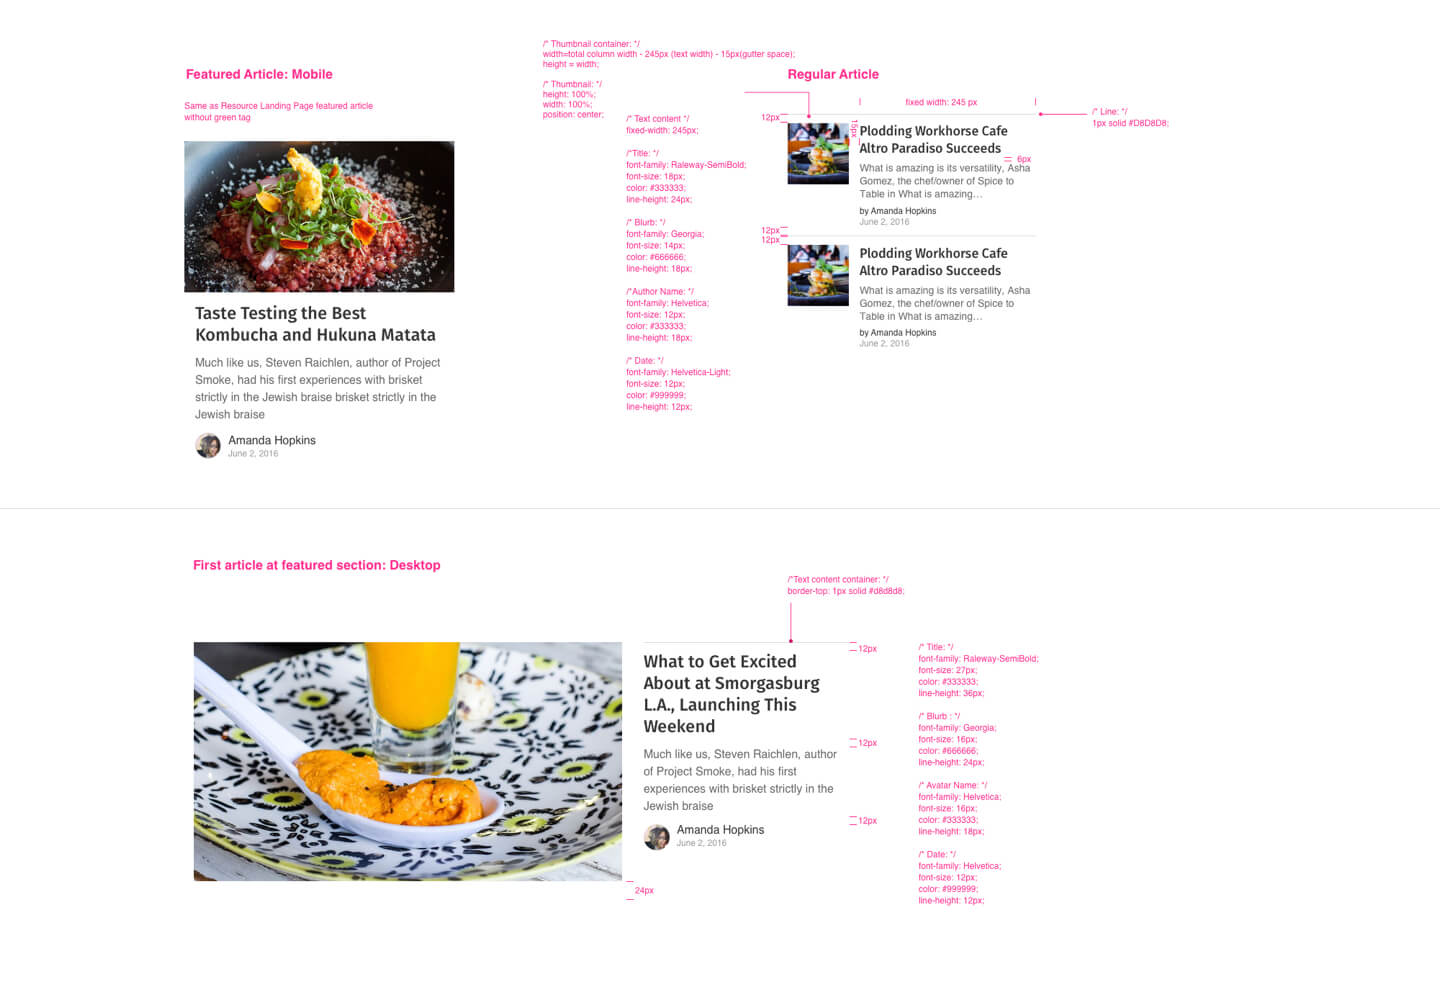 /* Thumbnail container: */
width=total column width - 245px (text width) - 15px(gutter space);
height = width;
/* Thumbnail: */
height: 100%;
width: 100%;
position: center;
Featured Article: Mobile
Same as Resource Landing Page featured article
without green tag
Taste Testing the Best
Kombucha and Hukuna Matata
Much like us, Steven Raichlen, author of Project
Smoke, had his first experiences with brisket
strictly in the Jewish braise brisket strictly in the
Jewish braise
Amanda Hopkins
June 2, 2016
/* Text content */
fixed-width: 245px;
/*Title: */
font-family: Raleway-SemiBold;
font-size: 18px;
color: #333333;
line-height: 24px;
/* Blurb: */
font-family: Georgia;
font-size: 14px;
color: #666666;
line-height: 18px;
/*Author Name: */
font-family: Helvetica;
font-size: 12px;
color: #333333;
line-height: 18px;
/* Date: */
font-family: Helvetica-Light;
font-size: 12px;
color: #999999;
line-height: 12px;
Regular Article
fixed width: 245 px
/* Line: */
1px solid #D8D8D8;
12px
15px
Plodding Workhorse Cafe
Altro Paradiso Succeeds
6px
What is amazing is its versatility, Asha
Gomez, the chef/owner of Spice to
Table in What is amazing…
by Amanda Hopkins
June 2, 2016
12px
12px
Plodding Workhorse Cafe
Altro Paradiso Succeeds
What is amazing is its versatility, Asha
Gomez, the chef/owner of Spice to
Table in What is amazing…
by Amanda Hopkins
June 2, 2016
First article at featured section: Desktop
/*Text content container: */
border-top: 1px solid #d8d8d8;
12px
What to Get Excited
About at Smorgasburg
L.A., Launching This
Weekend
12px
Much like us, Steven Raichlen, author
of Project Smoke, had his first
experiences with brisket strictly in the
Jewish braise
12px
Amanda Hopkins
June 2, 2016
24px
/* Title: */
font-family: Raleway-SemiBold;
font-size: 27px;
color: #333333;
line-height: 36px;
/* Blurb : */
font-family: Georgia;
font-size: 16px;
color: #666666;
line-height: 24px;
/* Avatar Name: */
font-family: Helvetica;
font-size: 16px;
color: #333333;
line-height: 18px;
/* Date: */
font-family: Helvetica;
font-size: 12px;
color: #999999;
line-height: 12px;